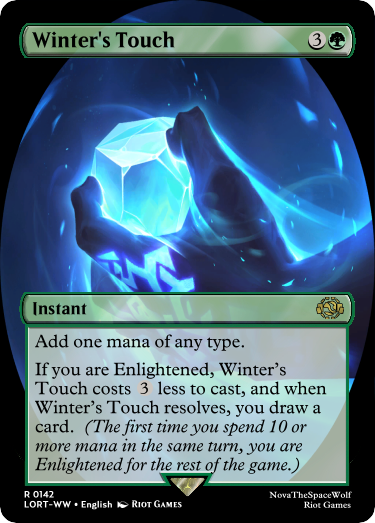 Winter's Touch 3
Instant
Add one mana of any type.
If you are Enlightened, Winter's
Touch costs 3 less to cast, and when
Winter's Touch resolves, you draw a
card. (The first time you spend 10 or
more mana in the same turn, you are
Enlightened for the rest of the game.)
R 0142
LORT-WW • English Riot Games
NovaTheSpaceWolf
Riot Games